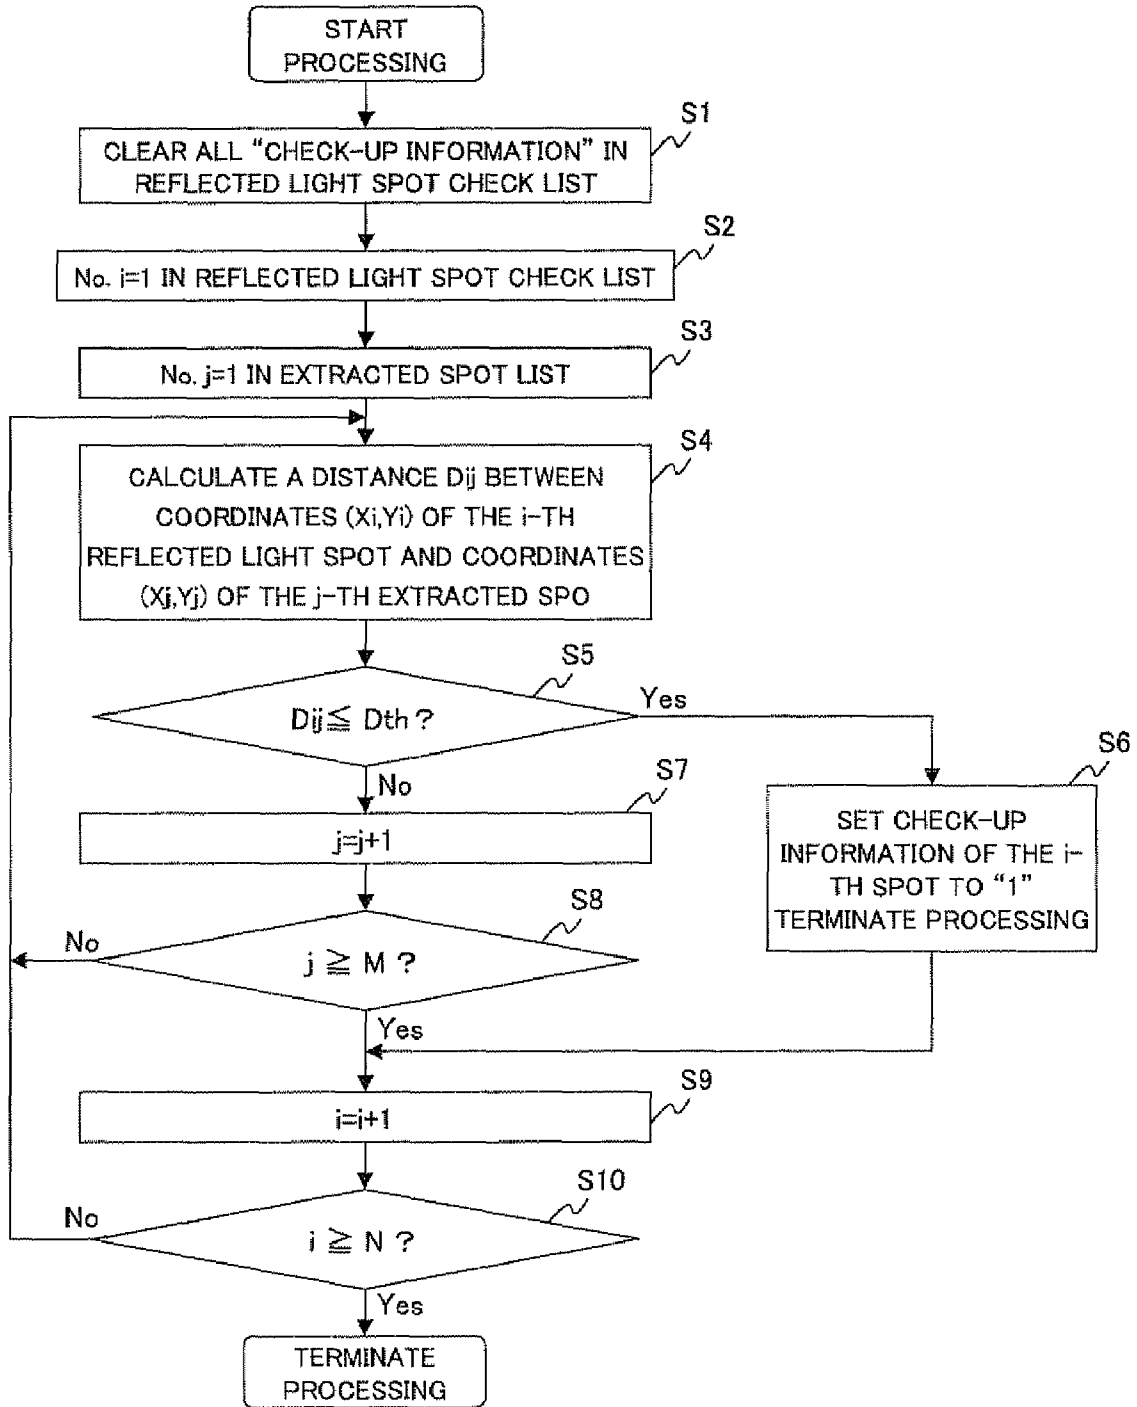 START
PROCESSING
S1
CLEAR ALL “CHECK-UP INFORMATION” IN
REFLECTED LIGHT SPOT CHECK LIST
S2
No. i=1 IN REFLECTED LIGHT SPOT CHECK LIST
S3
No. j=1 IN EXTRACTED SPOT LIST
S4
CALCULATE A DISTANCE Dij BETWEEN
COORDINATES (Xi,Yi) OF THE i-TH
REFLECTED LIGHT SPOT AND COORDINATES
(Xj,Yj) OF THE j-TH EXTRACTED SPO
S5
Dij≦ Dth ?
Yes
No
S6
SET CHECK-UP
INFORMATION OF THE i-
TH SPOT TO “1”
TERMINATE PROCESSING
S7
j=j+1
S8
j ≧ M ?
No
Yes
S9
i=i+1
S10
i ≧ N ?
No
Yes
TERMINATE
PROCESSING